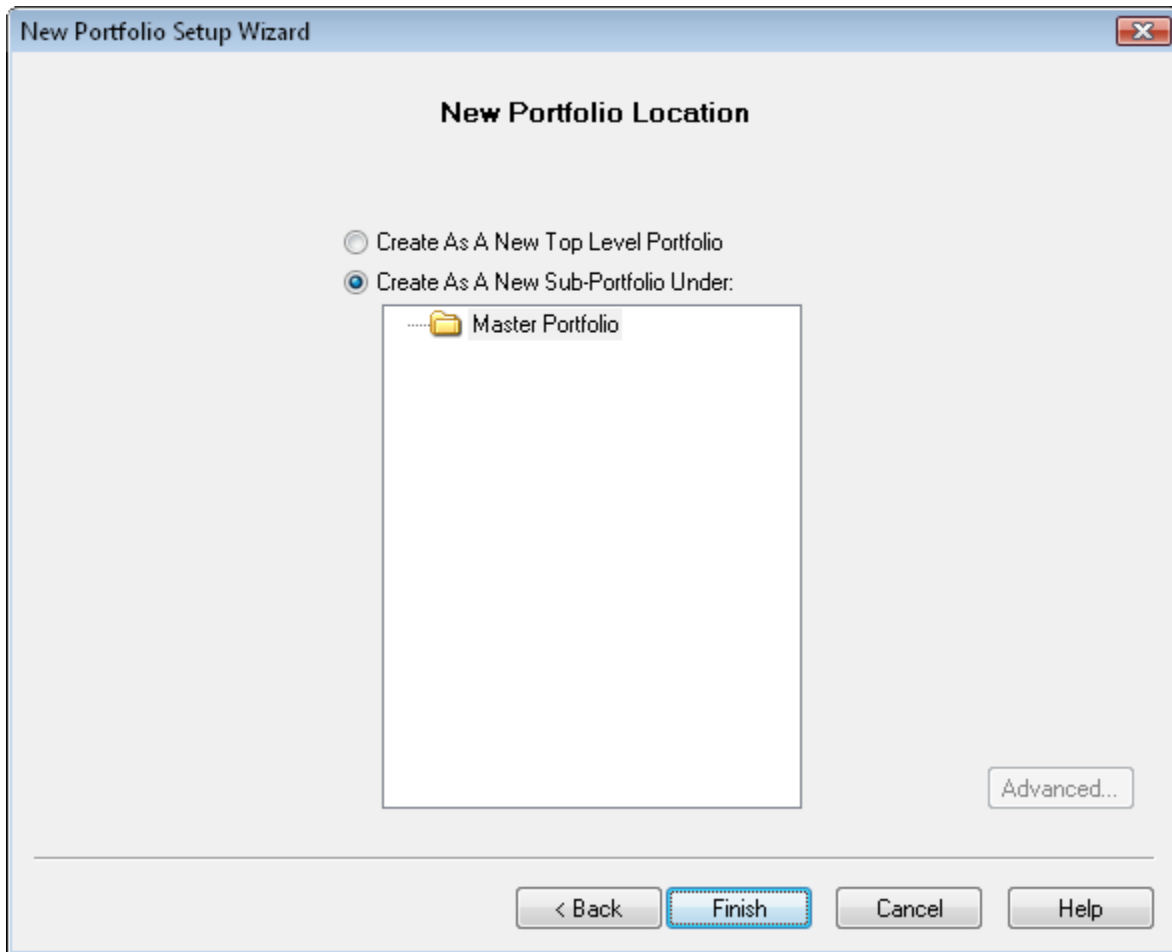 New Portfolio Setup Wizard
New Portfolio Location
Create As A New Top Level Portfolio
Create As A New Sub-Portfolio Under:
Master Portfolio
Advanced...
< Back
Finish
Cancel
Help